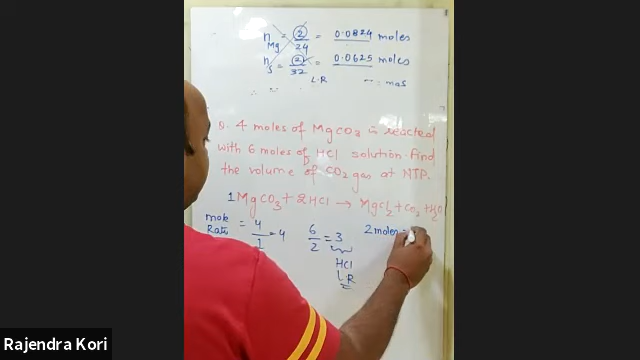 n Mg = 2/24 = 0.0824 moles
n S = 2/32 = 0.0625 moles
L.R
Q. 4 moles of MgCO3 is reacted
with 6 moles of HCl solution. find
the volume of CO2 gas at NTP.
1MgCO3 + 2HCl → MgCl2 + CO2 + H2O
mole Ratio = 4/1 = 4 6/2 = 3 2 moles =
HCl
L.R
Rajendra Kori